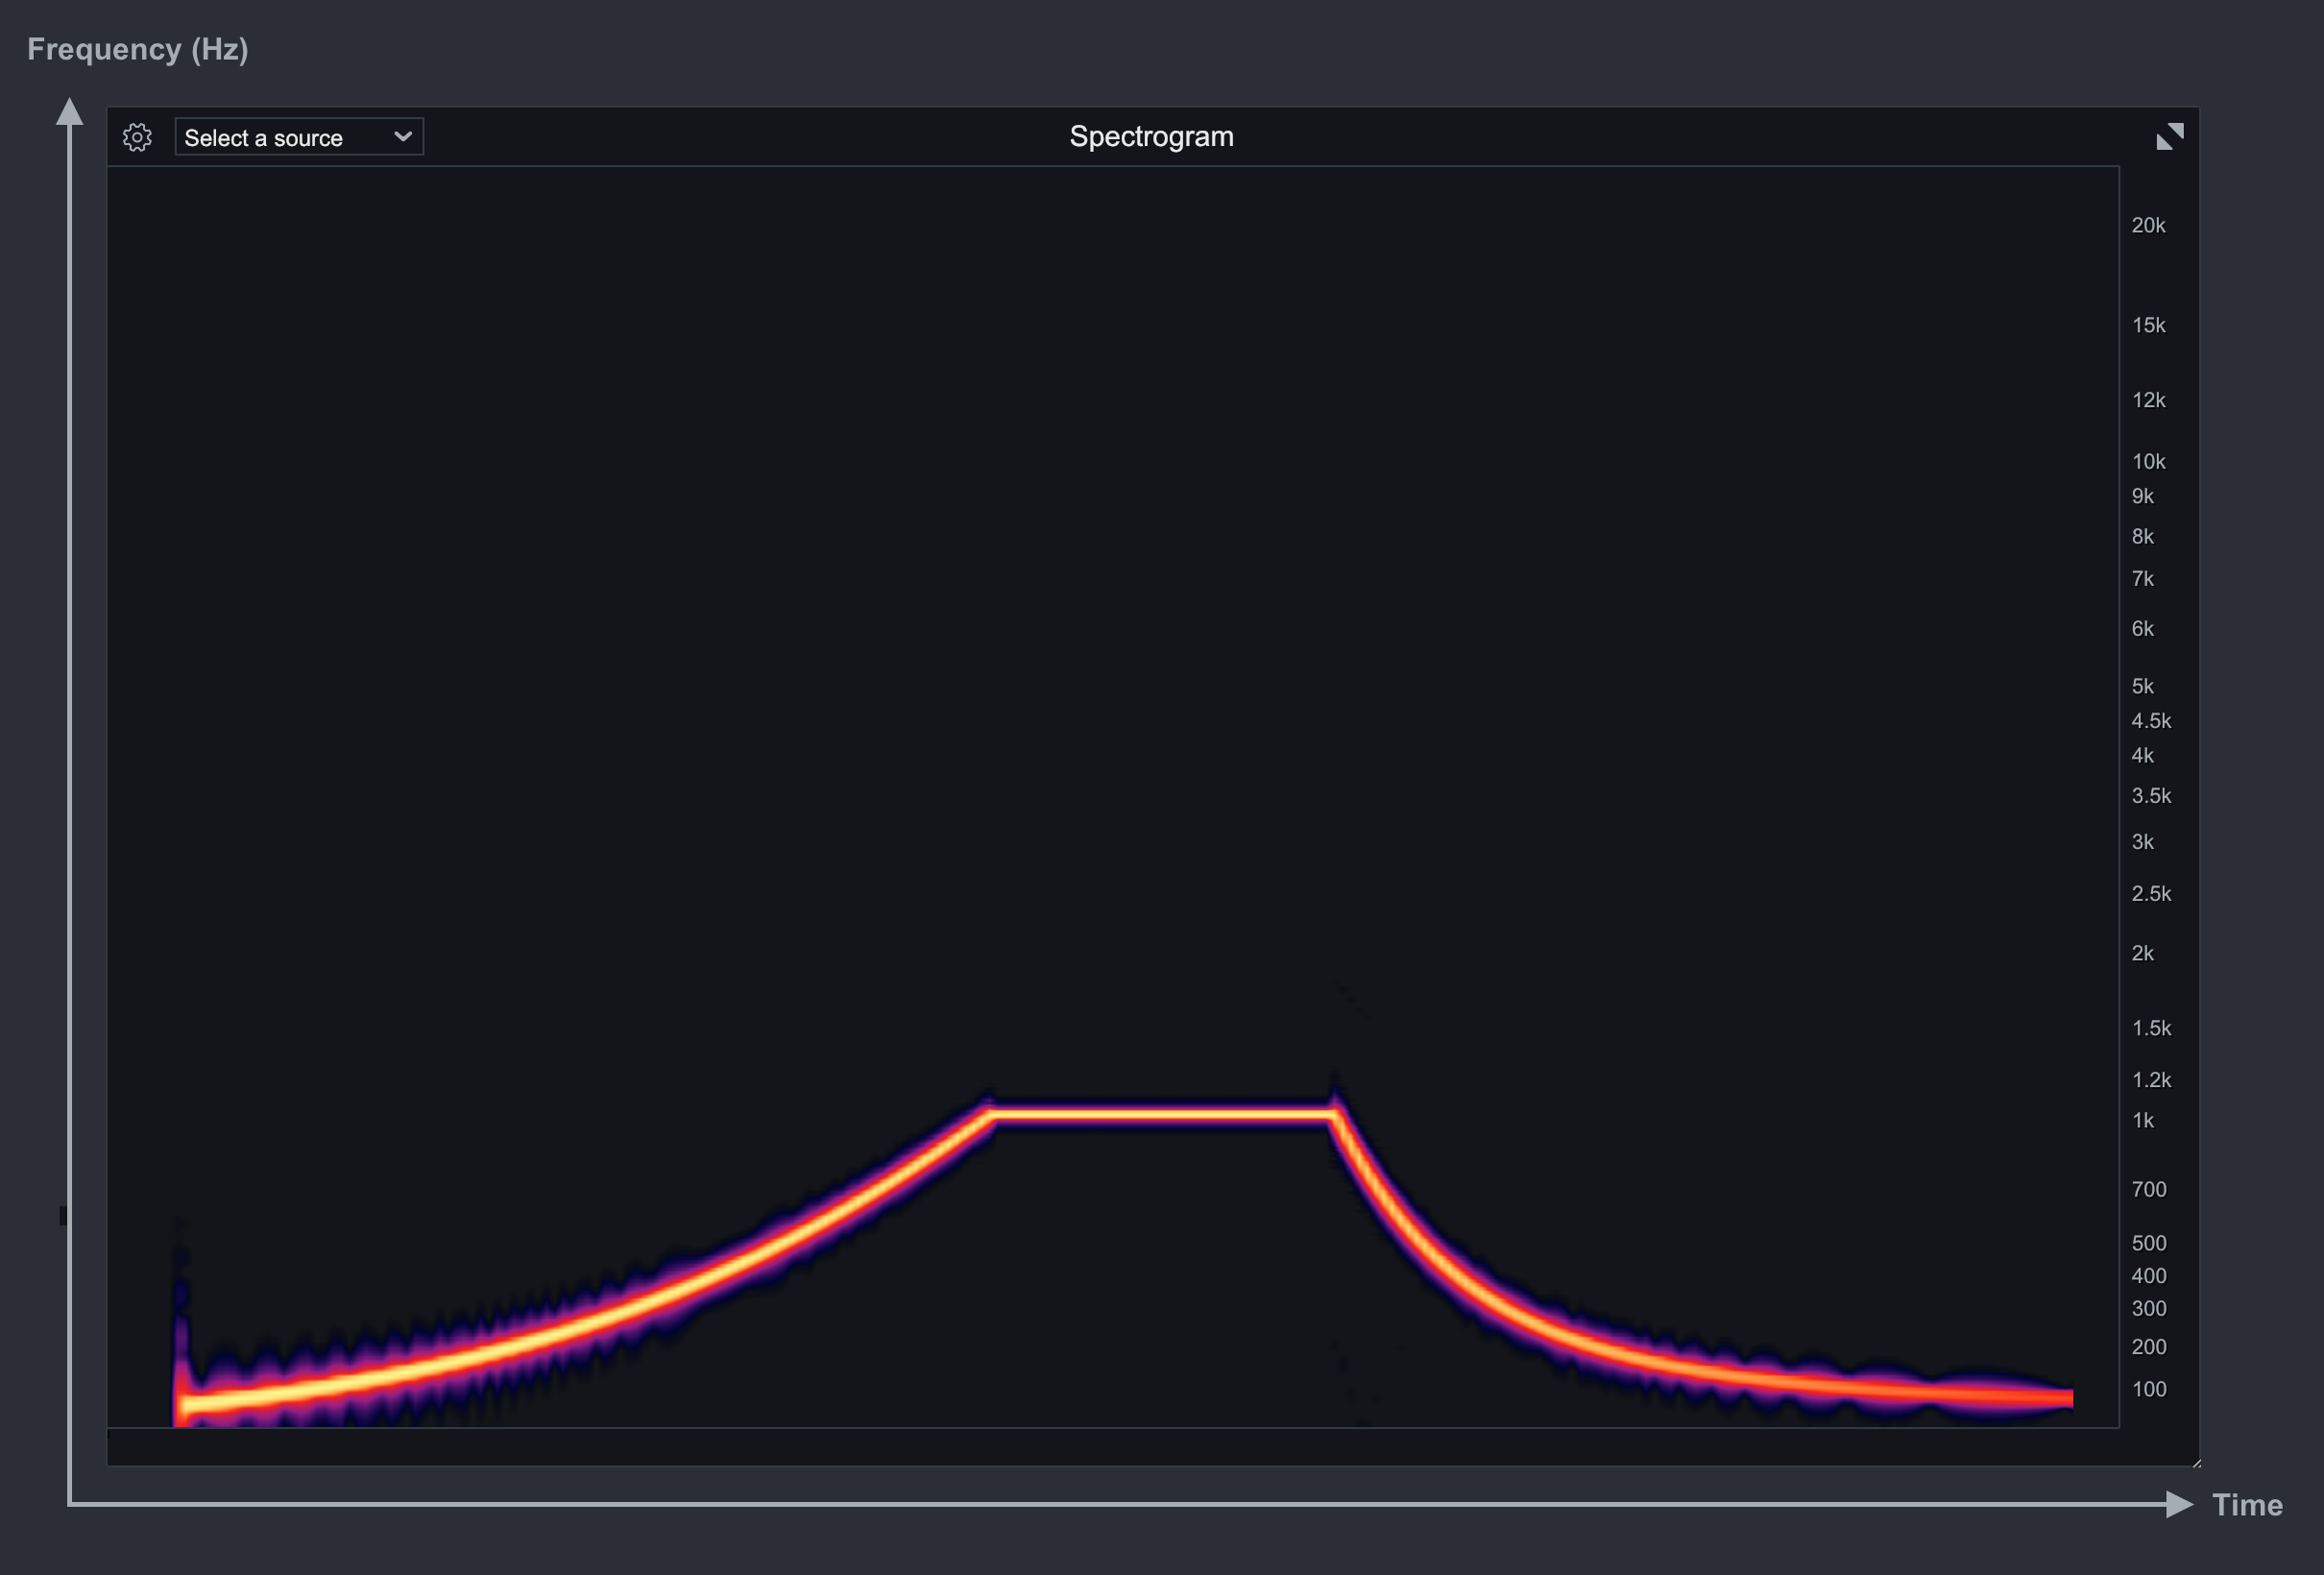 Frequency (Hz)
Select a source
Spectrogram
20k
15k
12k
10k
9k
8k
7k
6k
5k
4.5k
4k
3.5k
3k
2.5k
2k
1.5k
1.2k
1k
700
500
400
300
200
100
Time